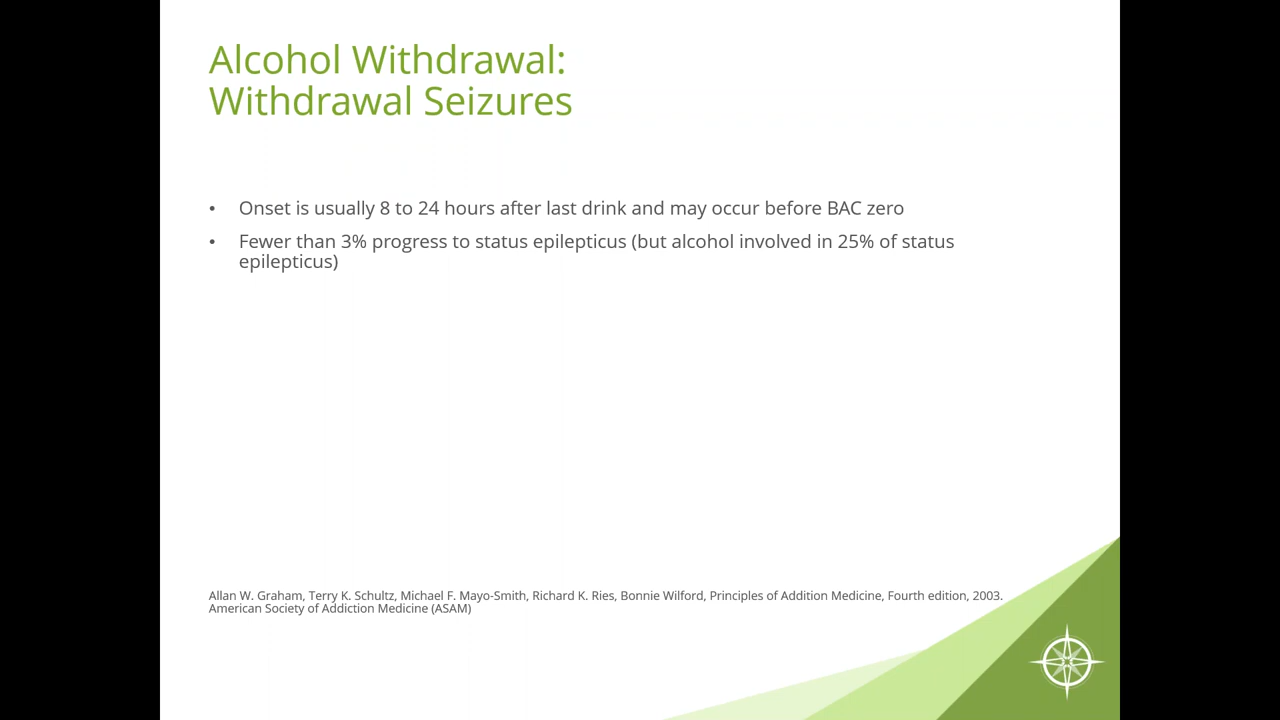 Alcohol Withdrawal:
Withdrawal Seizures
• Onset is usually 8 to 24 hours after last drink and may occur before BAC zero
• Fewer than 3% progress to status epilepticus (but alcohol involved in 25% of status
epilepticus)
Allan W. Graham, Terry K. Schultz, Michael F. Mayo-Smith, Richard K. Ries, Bonnie Wilford, Principles of Addition Medicine, Fourth edition, 2003.
American Society of Addiction Medicine (ASAM)